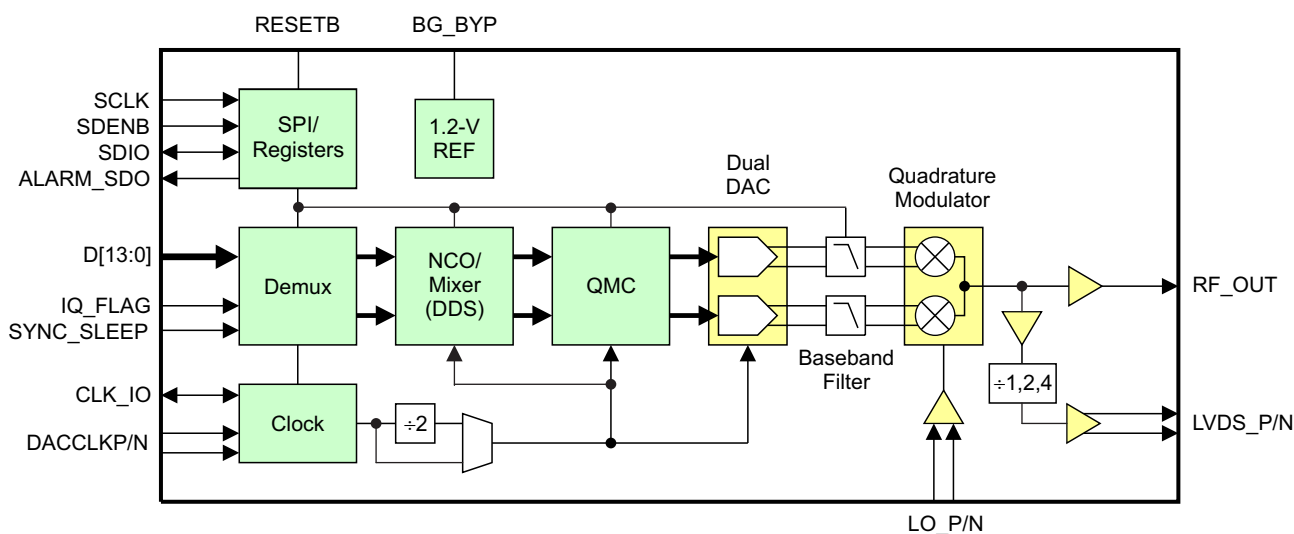 RESETB
BG_BYP
SCLK
SDENB
SDIO
ALARM_SDO
SPI/
Registers
1.2-V
REF
Dual
DAC
Quadrature
Modulator
D[13:0]
IQ_FLAG
SYNC_SLEEP
Demux
NCO/
Mixer
(DDS)
QMC
RF_OUT
Baseband
Filter
÷1,2,4
CLK_IO
DACCLKP/N
Clock
÷2
LVDS_P/N
LO_P/N